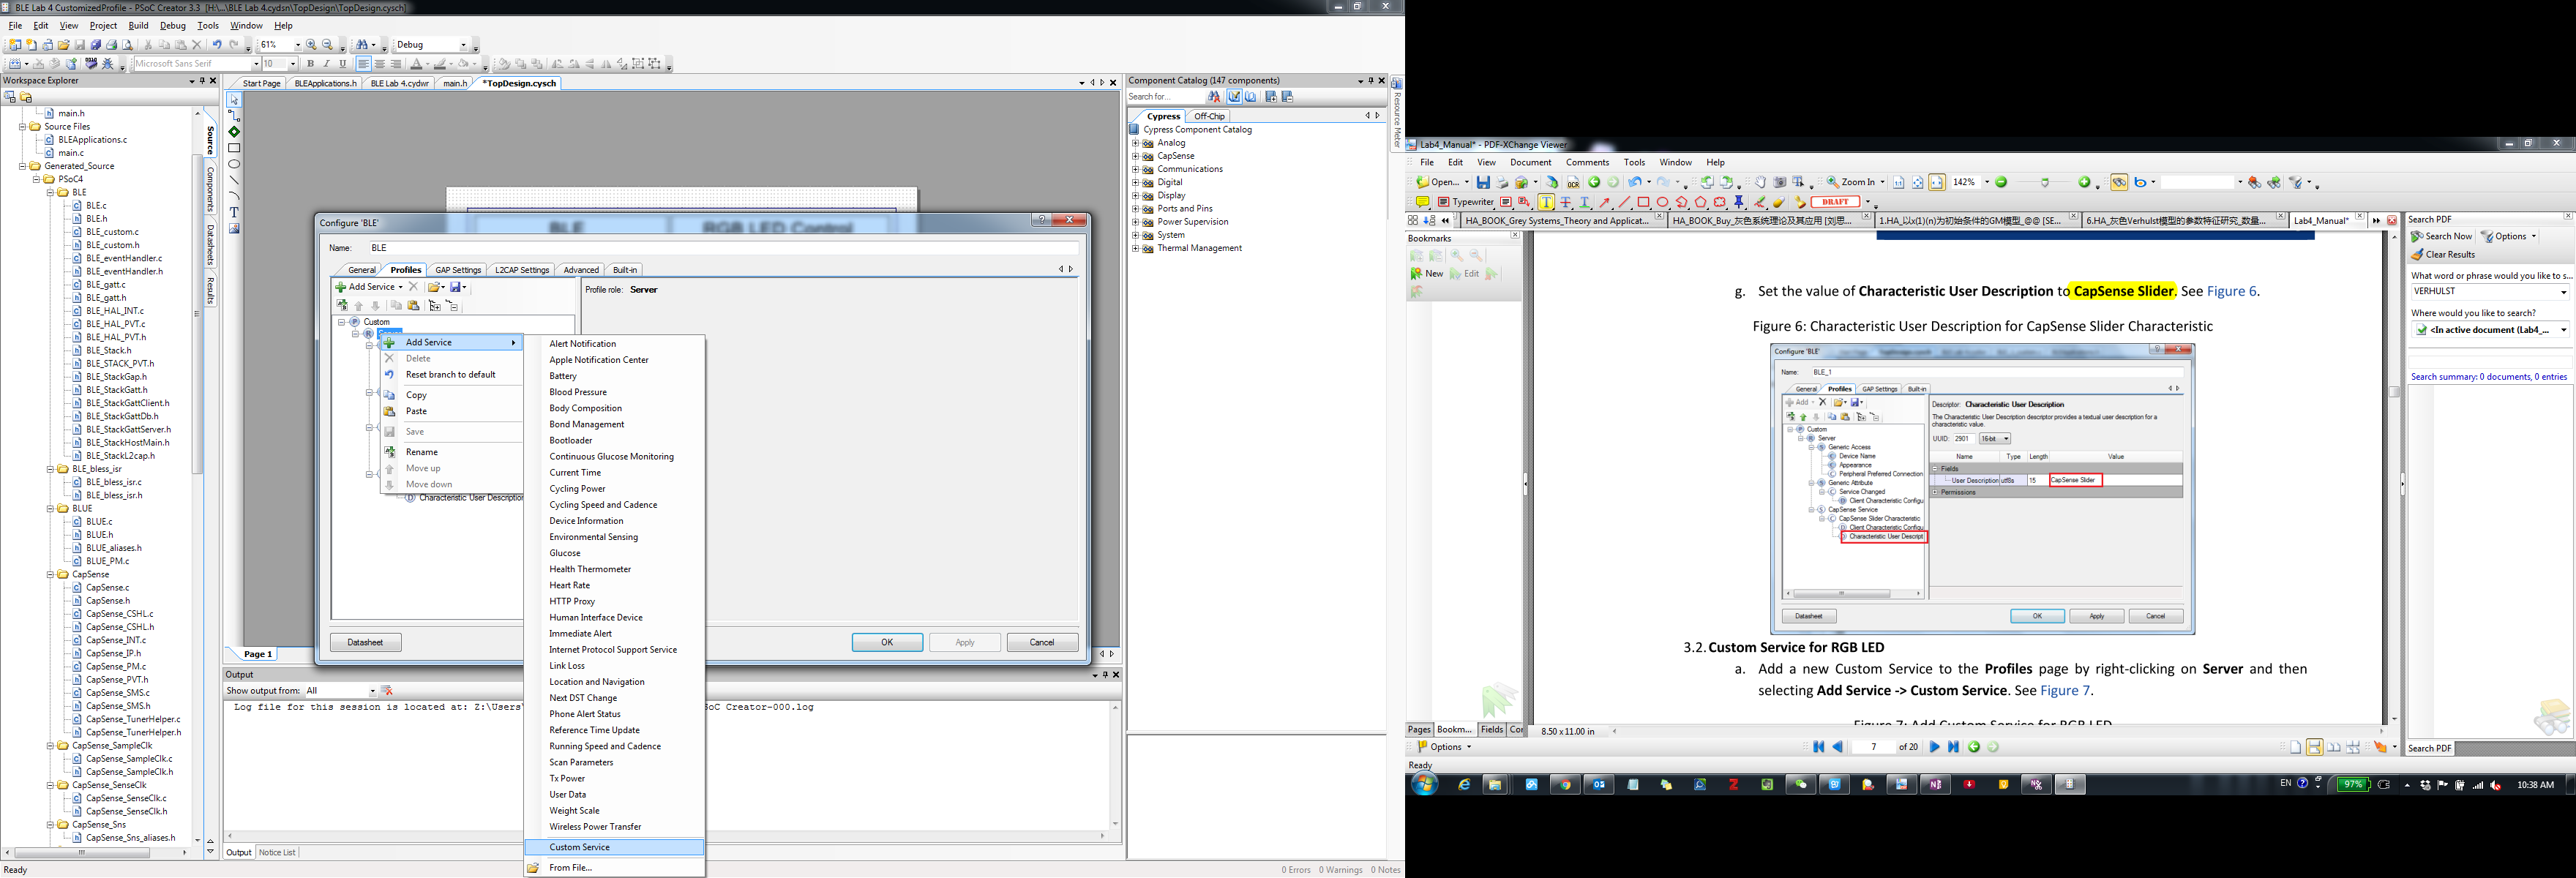 BLE Lab 4 CustomizedProfile - PSoC Creator 3.3 [H:\...\BLE Lab 4.cydsn\TopDesign\TopDesign.cysch]
File Edit View Project Build Debug Tools Window Help
61% Debug
Microsoft Sans Serif 10 B I U
Workspace Explorer
main.h
Source Files
BLEApplications.c
main.c
Generated_Source
PSoC4
BLE
BLE.c
BLE.h
BLE_custom.c
BLE_custom.h
BLE_eventHandler.c
BLE_eventHandler.h
BLE_gatt.c
BLE_gatt.h
BLE_HAL_INT.c
BLE_HAL_PVT.c
BLE_HAL_PVT.h
BLE_Stack.h
BLE_STACK_PVT.h
BLE_StackGap.h
BLE_StackGatt.h
BLE_StackGattClient.h
BLE_StackGattDb.h
BLE_StackGattServer.h
BLE_StackHostMain.h
BLE_StackL2cap.h
BLE_bless_isr
BLE_bless_isr.c
BLE_bless_isr.h
BLUE
BLUE.c
BLUE.h
BLUE_aliases.h
BLUE_PM.c
CapSense
CapSense.c
CapSense.h
CapSense_CSHL.c
CapSense_CSHL.h
CapSense_INT.c
CapSense_IP.h
CapSense_PM.c
CapSense_PVT.h
CapSense_SMS.c
CapSense_SMS.h
CapSense_TunerHelper.c
CapSense_TunerHelper.h
CapSense_SampleClk
CapSense_SampleClk.c
CapSense_SampleClk.h
CapSense_SenseClk
CapSense_SenseClk.c
CapSense_SenseClk.h
CapSense_Sns
CapSense_Sns_aliases.h
Source
Components
Datasheets
Results
Ready
Start Page BLEApplications.h BLE Lab 4.cydwr main.h *TopDesign.cysch
BLE RGB LED Control
Configure 'BLE'
Name: BLE
General Profiles GAP Settings L2CAP Settings Advanced Built-in
Add Service
Profile role: Server
Custom
Add Service
Delete
Reset branch to default
Copy
Paste
Save
Rename
Move up
Move down
Characteristic User Description
Alert Notification
Apple Notification Center
Battery
Blood Pressure
Body Composition
Bond Management
Bootloader
Continuous Glucose Monitoring
Current Time
Cycling Power
Cycling Speed and Cadence
Device Information
Environmental Sensing
Glucose
Health Thermometer
Heart Rate
HTTP Proxy
Human Interface Device
Immediate Alert
Internet Protocol Support Service
Link Loss
Location and Navigation
Next DST Change
Phone Alert Status
Reference Time Update
Running Speed and Cadence
Scan Parameters
Tx Power
User Data
Weight Scale
Wireless Power Transfer
Custom Service
From File...
Datasheet OK Apply Cancel
Page 1
Output
Show output from: All
Log file for this session is located at: Z:\Users\
SoC Creator-000.log
Output Notice List
0 Errors 0 Warnings 0 Notes
Component Catalog (147 components)
Search for...
Cypress Off-Chip
Cypress Component Catalog
Analog
CapSense
Communications
Digital
Display
Ports and Pins
Power Supervision
System
Thermal Management
Resource Meter
Lab4_Manual* - PDF-XChange Viewer
File Edit View Document Comments Tools Window Help
Open... OCR Zoom In 142%
Typewriter DRAFT
HA_BOOK_Grey Systems_Theory and Applicat... HA_BOOK_Buy_灰色系统理论及其应用 [刘思... 1.HA_以x(1)(n)为初始条件的GM模型_@@ [SE... 6.HA_灰色Verhulst模型的参数特征研究_数量... Lab4_Manual*
Bookmarks
New Edit
g. Set the value of Characteristic User Description to CapSense Slider. See Figure 6.
Figure 6: Characteristic User Description for CapSense Slider Characteristic
Configure 'BLE'
Name: BLE_1
General Profiles GAP Settings Built-in
Add
Custom
Server
Generic Access
Device Name
Appearance
Peripheral Preferred Connection
Generic Attribute
Service Changed
Client Characteristic Configu
CapSense Service
CapSense Slider Characteristic
Client Characteristic Configu
Characteristic User Descript
Descriptor: Characteristic User Description
The Characteristic User Description descriptor provides a textual user description for a
characteristic value.
UUID: 2901 16-bit
Name Type Length Value
Fields
User Description utf8s 15 CapSense Slider
Permissions
Datasheet OK Apply Cancel
3.2. Custom Service for RGB LED
a. Add a new Custom Service to the Profiles page by right-clicking on Server and then
selecting Add Service -> Custom Service. See Figure 7.
Figure 7: Add Custom Service for RGB LED
Pages Bookm... Fields Co
8.50 x 11.00 in
Options 7 of 20
Ready
Search PDF
Search Now Options
Clear Results
What word or phrase would you like to s...
VERHULST
Where would you like to search?
<In active document (Lab4_...
Search summary: 0 documents, 0 entries
Search PDF
EN 97% 10:38 AM